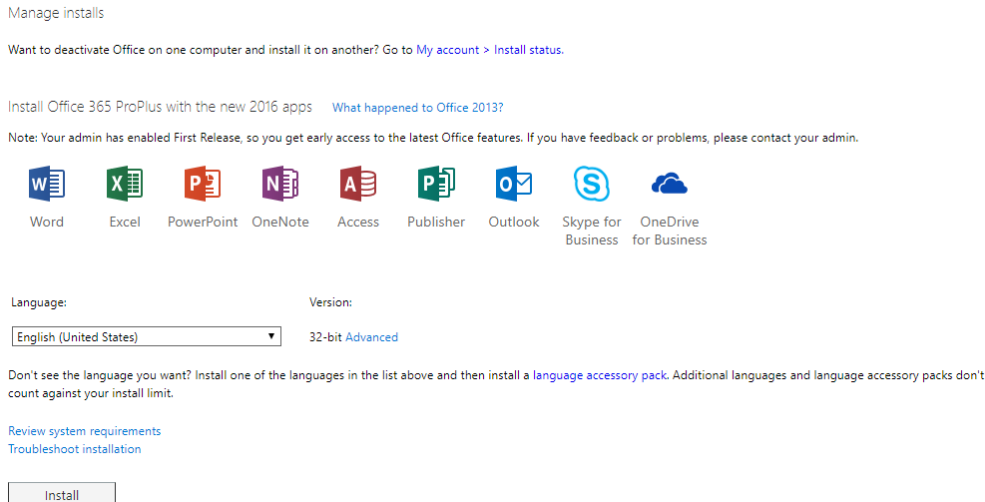 Manage installs
Want to deactivate Office on one computer and install it on another? Go to My account > Install status.
Install Office 365 ProPlus with the new 2016 apps What happened to Office 2013?
Note: Your admin has enabled First Release, so you get early access to the latest Office features. If you have feedback or problems, please contact your admin.
W X P N A P O S
Word Excel PowerPoint OneNote Access Publisher Outlook Skype for Business OneDrive for Business
Language: Version:
English (United States) 32-bit Advanced
Don't see the language you want? Install one of the languages in the list above and then install a language accessory pack. Additional languages and language accessory packs don't
count against your install limit.
Review system requirements
Troubleshoot installation
Install